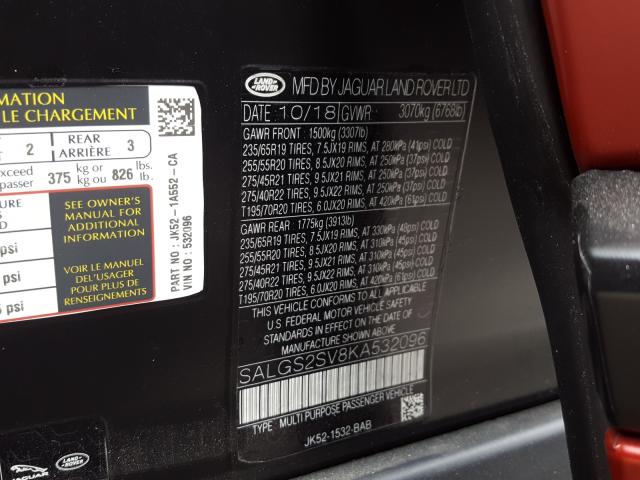 RMATION
LE CHARGEMENT
T 2 REAR ARRIÈRE 3
exceed passer 375 kg or kg ou 826 lbs. lb.
URE
psi
psi
5 psi
SEE OWNER'S
MANUAL FOR
ADDITIONAL
INFORMATION
VOIR LE MANUEL
DEL'USAGER
POUR PLUS DE
RENSEIGNEMENTS
PART NO : JK52 -1A552 -CA
VIN NO : 532096
JAGUAR LAND ROVER
LAND ROVER MFD BY JAGUAR LAND ROVER LTD
DATE 10/18 GVWR 3070kg (6768lb)
GAWR FRONT : 1500kg (3307lb)
235/65R19 TIRES, 7.5JX19 RIMS, AT 280kPa (41psi) COLD
255/55R20 TIRES, 8.5JX20 RIMS, AT 250kPa (37psi) COLD
275/45R21 TIRES, 9.5JX21 RIMS, AT 250kPa (37psi) COLD
275/40R22 TIRES, 9.5JX22 RIMS, AT 250kPa (37psi) COLD
T195/70R20 TIRES, 6.0JX20 RIMS, AT 420kPa (61psi) COLD
GAWR REAR 1775kg (3913lb)
235/65R19 TIRES, 7.5JX19 RIMS, AT 330kPa (48psi) COLD
255/55R20 TIRES, 8.5JX20 RIMS, AT 310kPa (45psi) COLD
275/45R21 TIRES, 9.5JX21 RIMS, AT 310kPa (45psi) COLD
275/40R22 TIRES, 9.5JX22 RIMS, AT 310kPa (45psi) COLD
T195/70R20 TIRES, 6.0JX20 RIMS, AT 420kPa (61psi) COLD
THIS VEHICLE CONFORMS TO ALL APPLICABLE
U.S. FEDERAL MOTOR VEHICLE SAFETY
STANDARDS IN EFFECT ON THE DATE OF
MANUFACTURE SHOWN ABOVE
SALGS2SV8KA532096
TYPE : MULTI PURPOSE PASSENGER VEHICLE
JK52-1532-BAB